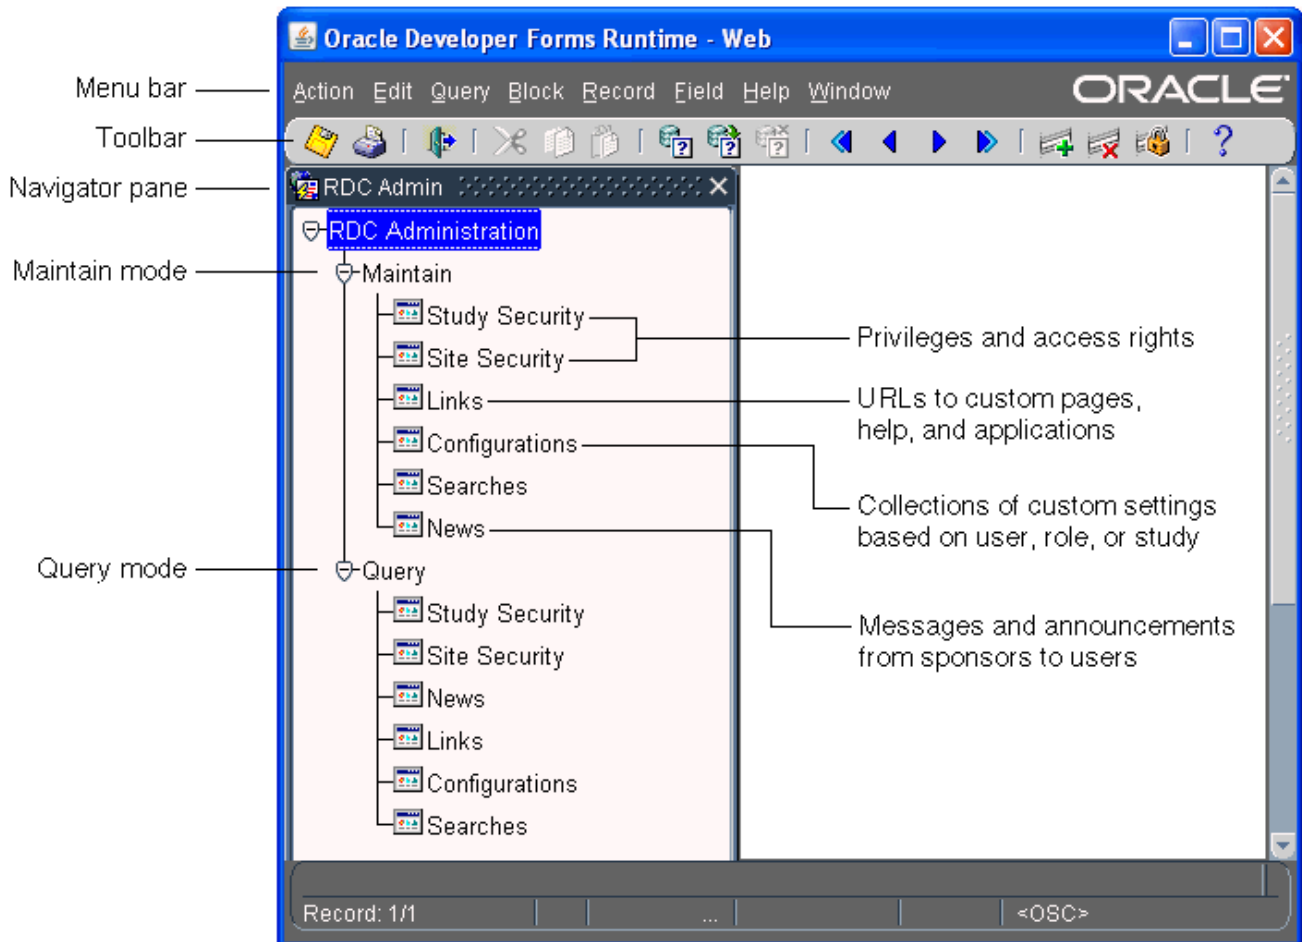 Oracle Developer Forms Runtime - Web
Menu bar
Action Edit Query Block Record Field Help Window
ORACLE
Toolbar
Navigator pane
RDC Admin
RDC Administration
Maintain mode
Maintain
Study Security
Privileges and access rights
Site Security
Links
URLs to custom pages,
help, and applications
Configurations
Collections of custom settings
based on user, role, or study
Searches
News
Messages and announcements
from sponsors to users
Query mode
Query
Study Security
Site Security
News
Links
Configurations
Searches
Record: 1/1 ... <OSC>